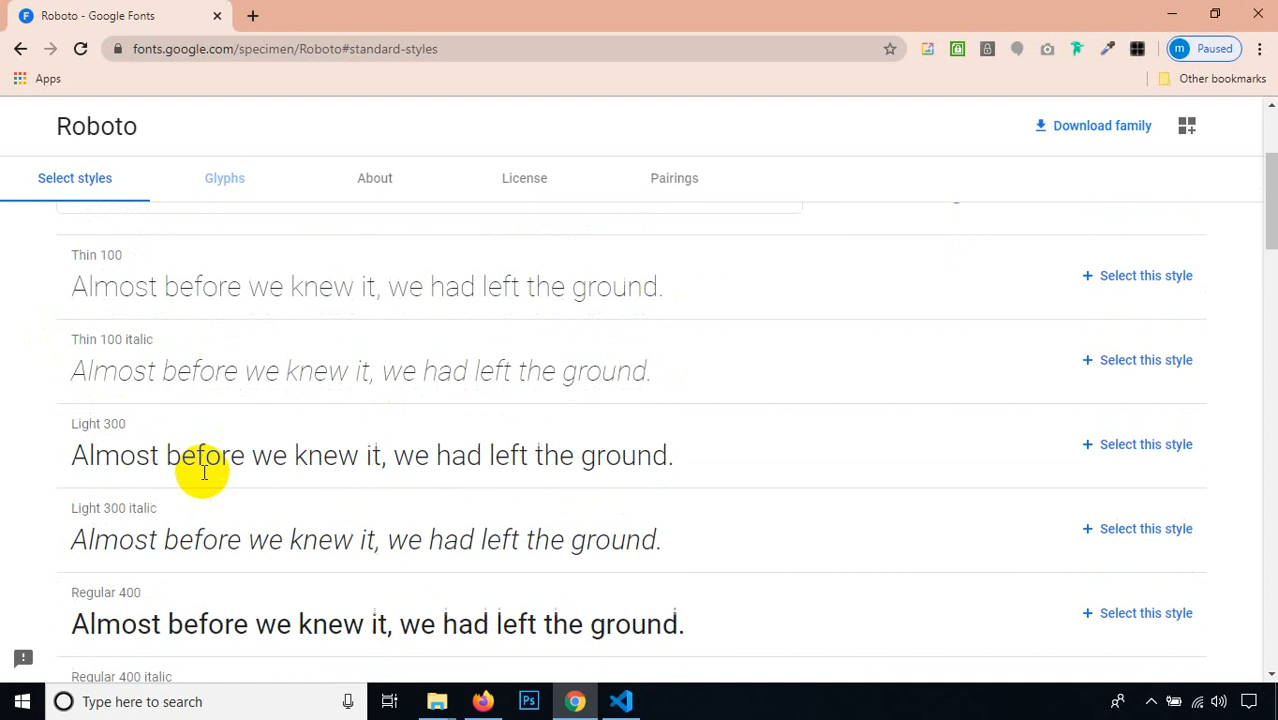 Roboto - Google Fonts
fonts.google.com/specimen/Roboto#standard-styles
m Paused
Apps
Other bookmarks
Roboto
Download family
Select styles
Glyphs
About
License
Pairings
Thin 100
Almost before we knew it, we had left the ground.
+ Select this style
Thin 100 italic
Almost before we knew it, we had left the ground.
+ Select this style
Light 300
Almost before we knew it, we had left the ground.
+ Select this style
Light 300 italic
Almost before we knew it, we had left the ground.
+ Select this style
Regular 400
Almost before we knew it, we had left the ground.
+ Select this style
Regular 400 italic
Type here to search
Ps